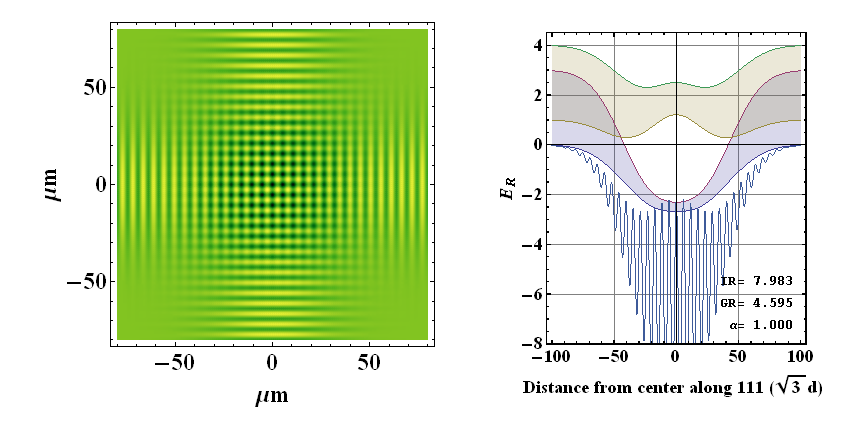 50
0
−50
μm
−50
0
50
μm
4
2
0
−2
−4
−6
−8
E_R
IR= 7.983
GR= 4.595
α= 1.000
−100
−50
0
50
100
Distance from center along 111 (√3 d)